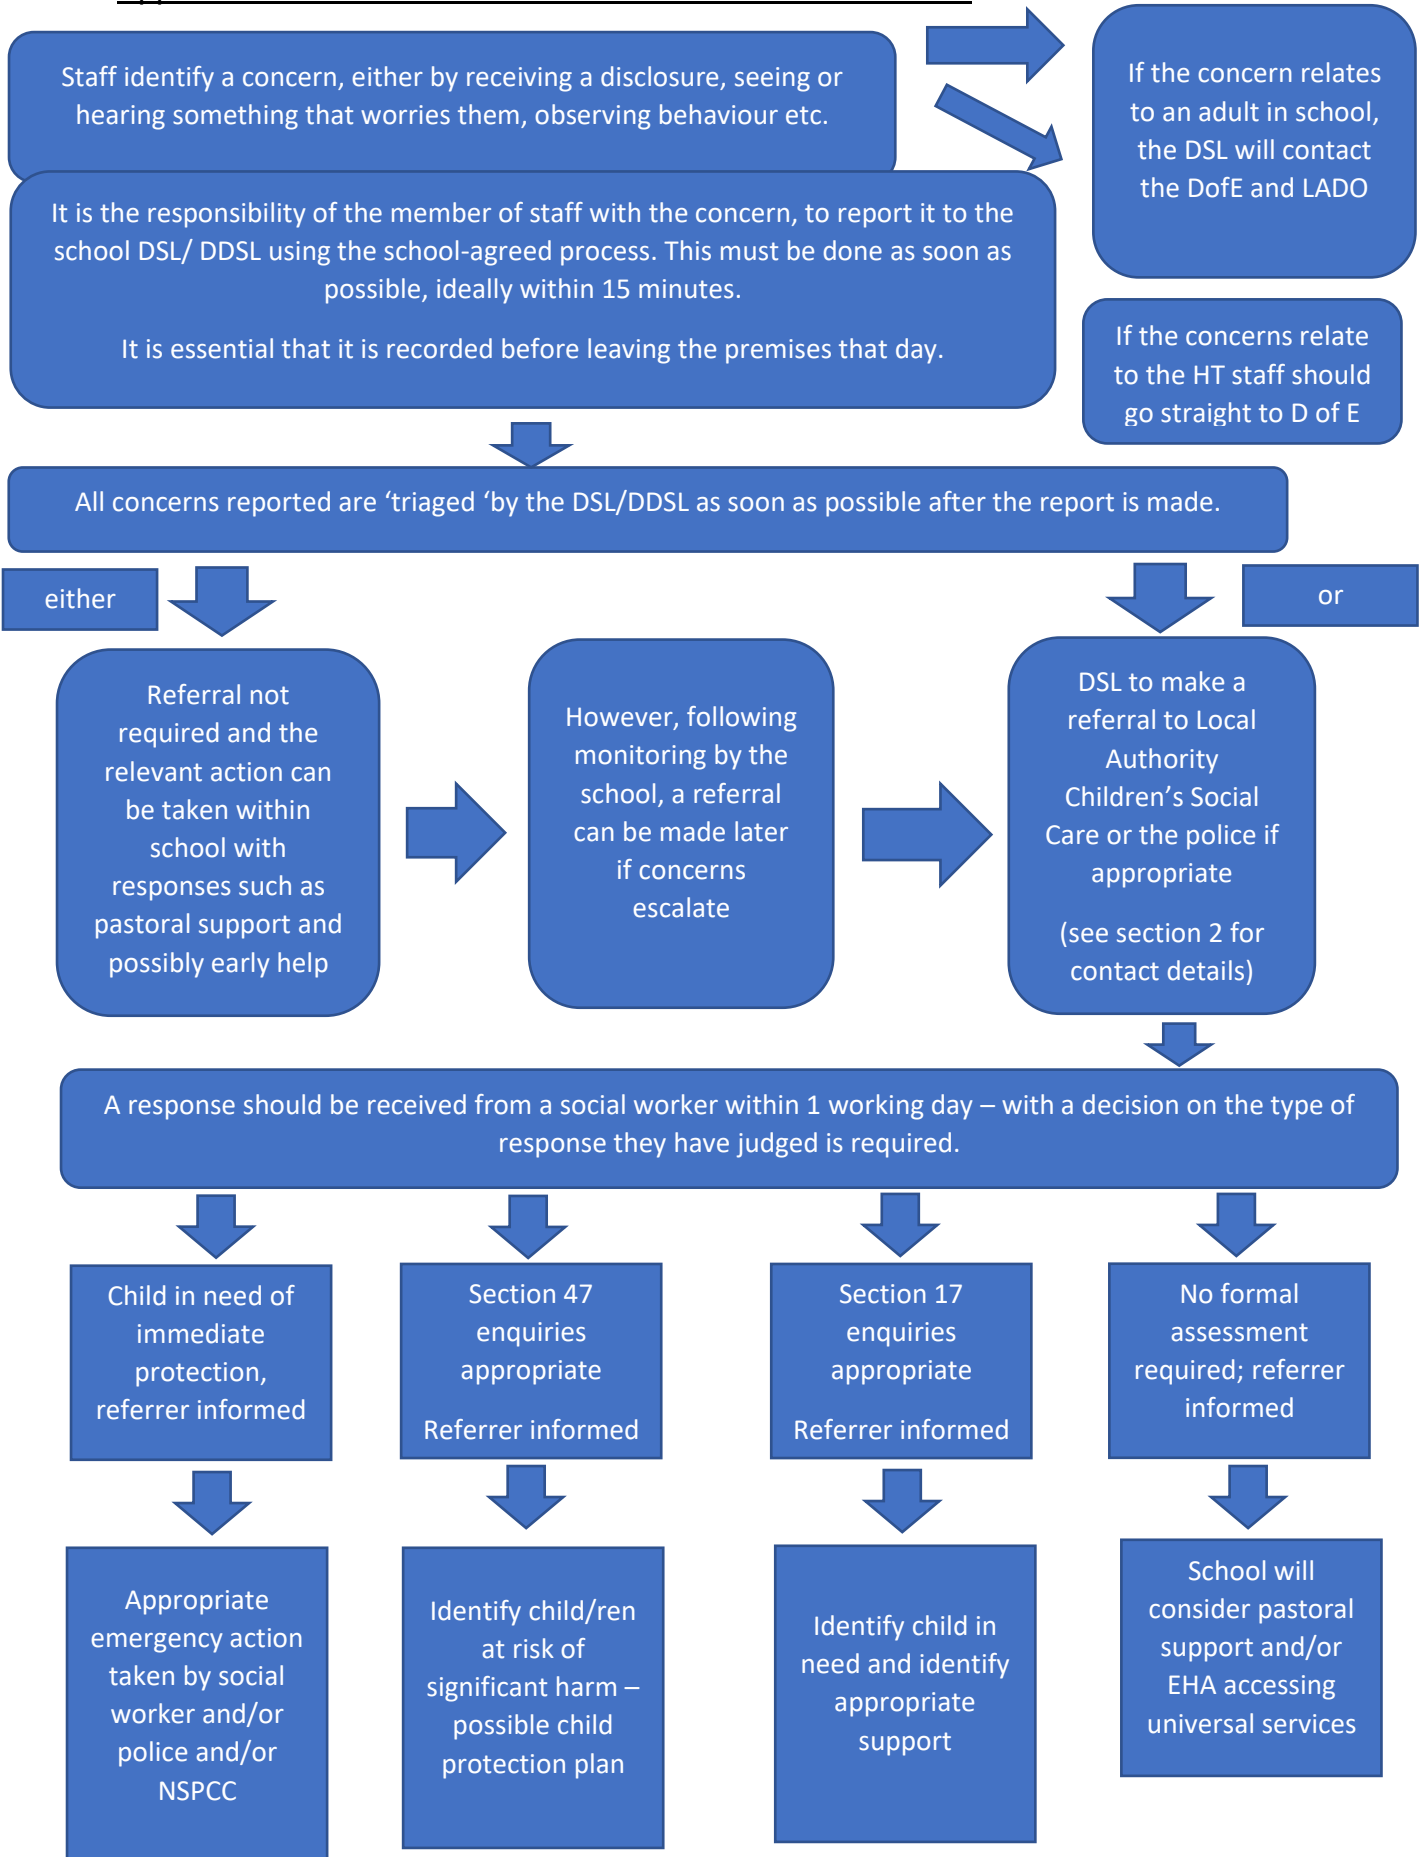 Staff identify a concern, either by receiving a disclosure, seeing or
hearing something that worries them, observing behaviour etc.
If the concern relates
to an adult in school,
the DSL will contact
the DofE and LADO
It is the responsibility of the member of staff with the concern, to report it to the
school DSL/ DDSL using the school-agreed process. This must be done as soon as
possible, ideally within 15 minutes.
It is essential that it is recorded before leaving the premises that day.
If the concerns relate
to the HT staff should
go straight to D of E
All concerns reported are ‘triaged ‘by the DSL/DDSL as soon as possible after the report is made.
either
or
Referral not
required and the
relevant action can
be taken within
school with
responses such as
pastoral support and
possibly early help
However, following
monitoring by the
school, a referral
can be made later
if concerns
escalate
DSL to make a
referral to Local
Authority
Children’s Social
Care or the police if
appropriate
(see section 2 for
contact details)
A response should be received from a social worker within 1 working day – with a decision on the type of
response they have judged is required.
Child in need of
immediate
protection,
referrer informed
Section 47
enquiries
appropriate
Referrer informed
Section 17
enquiries
appropriate
Referrer informed
No formal
assessment
required; referrer
informed
Appropriate
emergency action
taken by social
worker and/or
police and/or
NSPCC
Identify child/ren
at risk of
significant harm –
possible child
protection plan
Identify child in
need and identify
appropriate
support
School will
consider pastoral
support and/or
EHA accessing
universal services